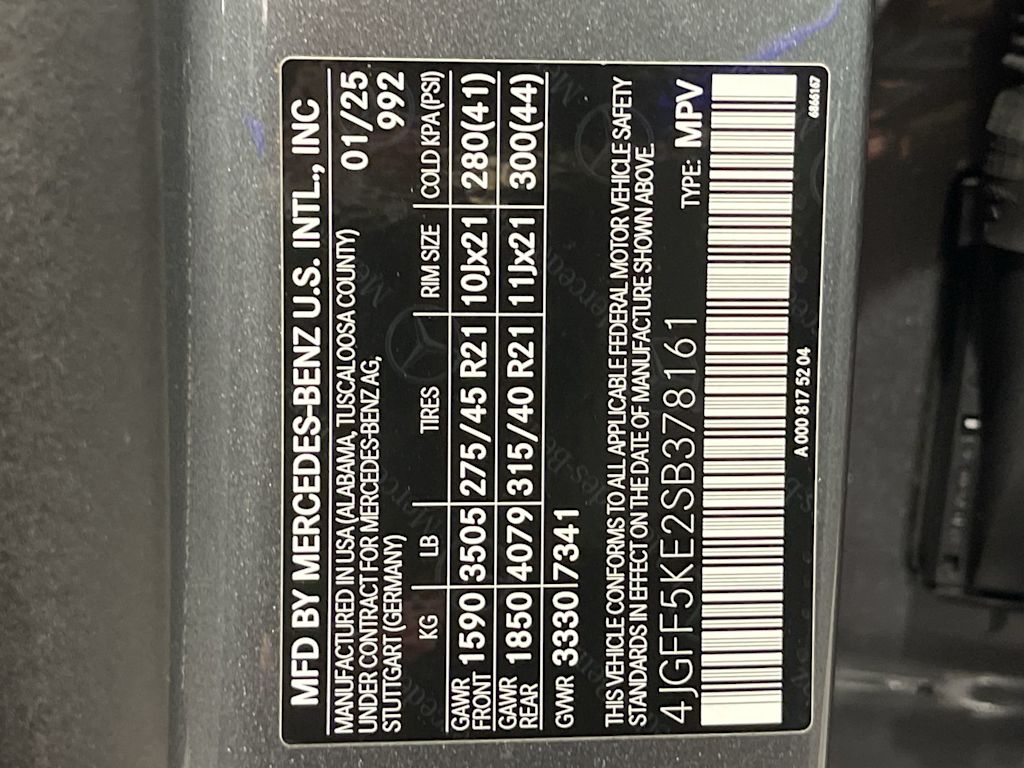 MFD BY MERCEDES-BENZ U.S. INTL., INC
MANUFACTURED IN USA (ALABAMA, TUSCALOOSA COUNTY) 01/25
UNDER CONTRACT FOR MERCEDES-BENZ AG, 992
STUTTGART (GERMANY)
KG LB TIRES RIM SIZE COLD KPA (PSI)
GAWR FRONT 1590 3505 275/45 R21 10Jx21 280(41)
GAWR REAR 1850 4079 315/40 R21 11Jx21 300(44)
GVWR 3330 7341
THIS VEHICLE CONFORMS TO ALL APPLICABLE FEDERAL MOTOR VEHICLE SAFETY
STANDARDS IN EFFECT ON THE DATE OF MANUFACTURE SHOWN ABOVE.
4JGFF5KE2SB378161 TYPE: MPV
A 000 817 52 04 6866167